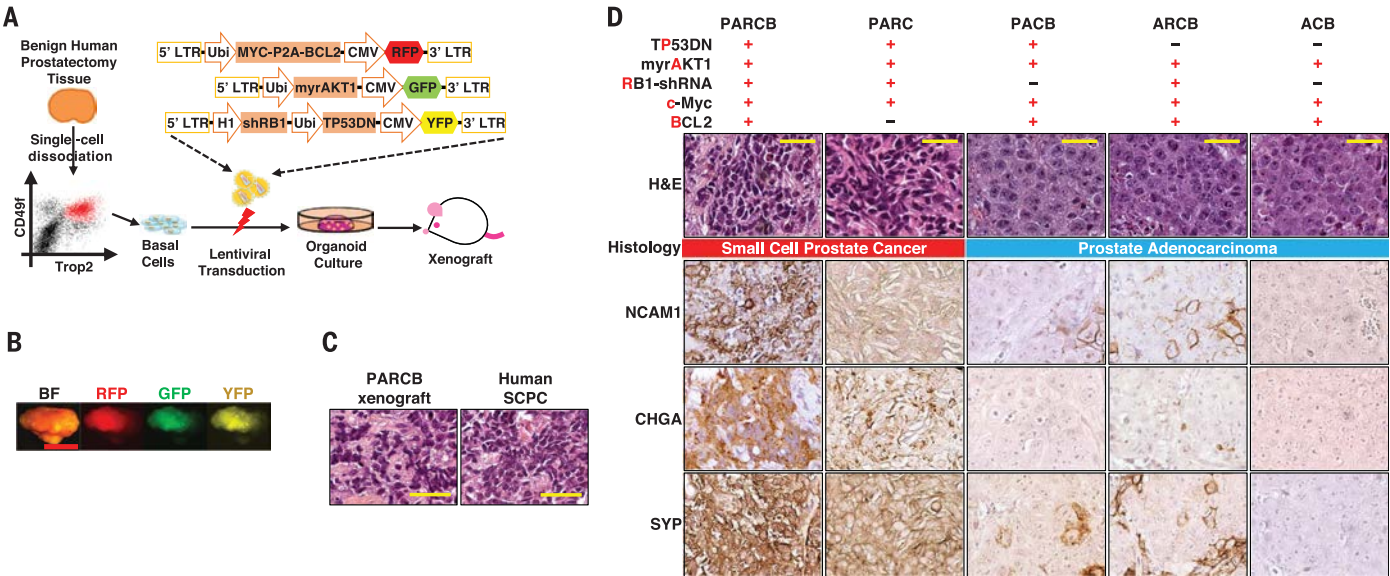 A
Benign Human
Prostatectomy
Tissue
Single-cell
dissociation
CD49f
Trop2
5' LTR Ubi MYC-P2A-BCL2 CMV RFP 3' LTR
5' LTR Ubi myrAKT1 CMV GFP 3' LTR
5' LTR H1 shRB1 Ubi TP53DN CMV YFP 3' LTR
Basal
Cells
Lentiviral
Transduction
Organoid
Culture
Xenograft
B
BF RFP GFP YFP
C
PARCB
xenograft
Human
SCPC
D
PARCB PARC PACB ARCB ACB
TP53DN + + + – –
myrAKT1 + + + + +
RB1-shRNA + + – + –
c-Myc + + + + +
BCL2 + – + + +
H&E
Histology Small Cell Prostate Cancer Prostate Adenocarcinoma
NCAM1
CHGA
SYP